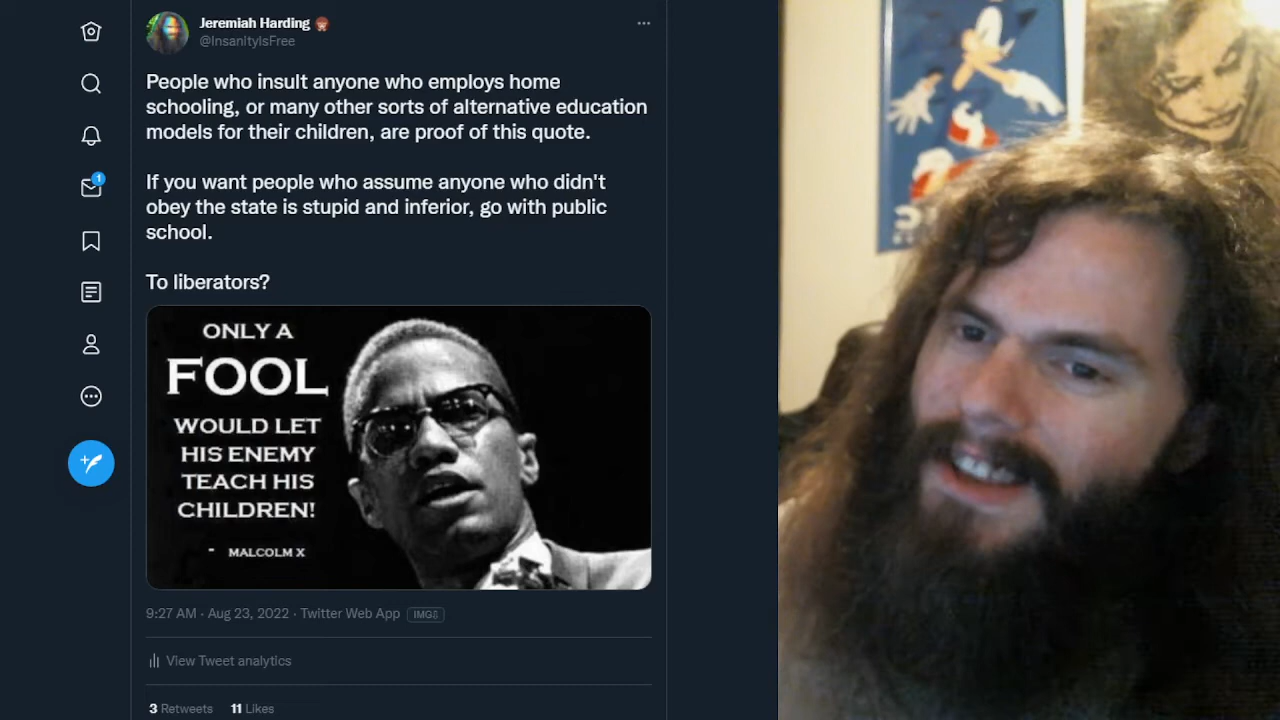 Jeremiah Harding
@InsanityIsFree
People who insult anyone who employs home
schooling, or many other sorts of alternative education
models for their children, are proof of this quote.
If you want people who assume anyone who didn't
obey the state is stupid and inferior, go with public
school.
To liberators?
ONLY A
FOOL
WOULD LET
HIS ENEMY
TEACH HIS
CHILDREN!
- MALCOLM X
9:27 AM · Aug 23, 2022 · Twitter Web App
View Tweet analytics
3 Retweets 11 Likes
1